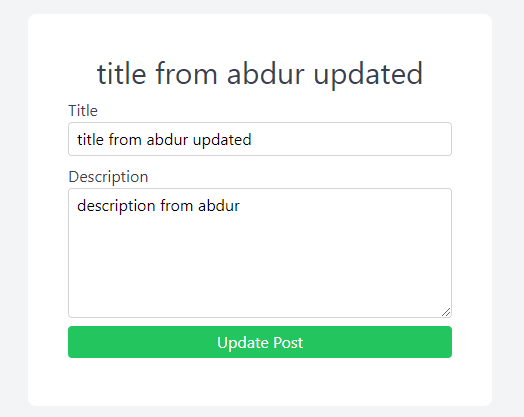 title from abdur updated
Title
title from abdur updated
Description
description from abdur
Update Post